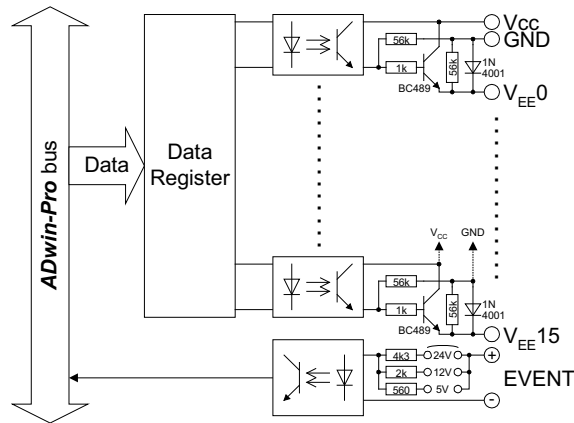 Vcc
56k
GND
1k
56k
1N
4001
BC489
VEE0
ADwin-Pro bus
Data
Data
Register
VCC
GND
56k
1k
56k
1N
4001
BC489
VEE15
4k3
24V
+
2k
12V
EVENT
560
5V
-